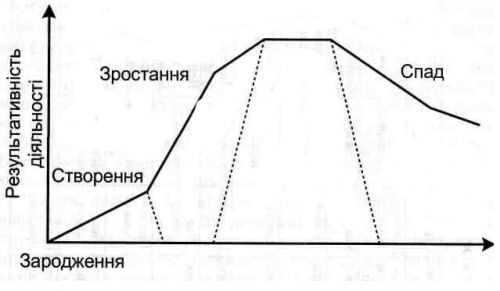 Результативність
діяльності
Зростання
Спад
Створення
Зародження